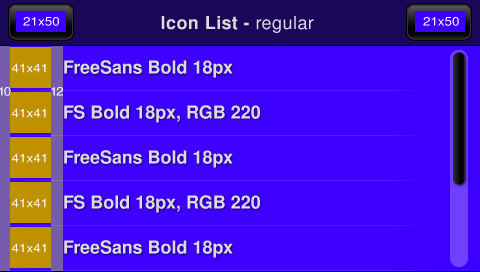 21x50 Icon List - regular 21x50
41x41 FreeSans Bold 18px
10 12
41x41 FS Bold 18px, RGB 220
41x41 FreeSans Bold 18px
41x41 FS Bold 18px, RGB 220
41x41 FreeSans Bold 18px